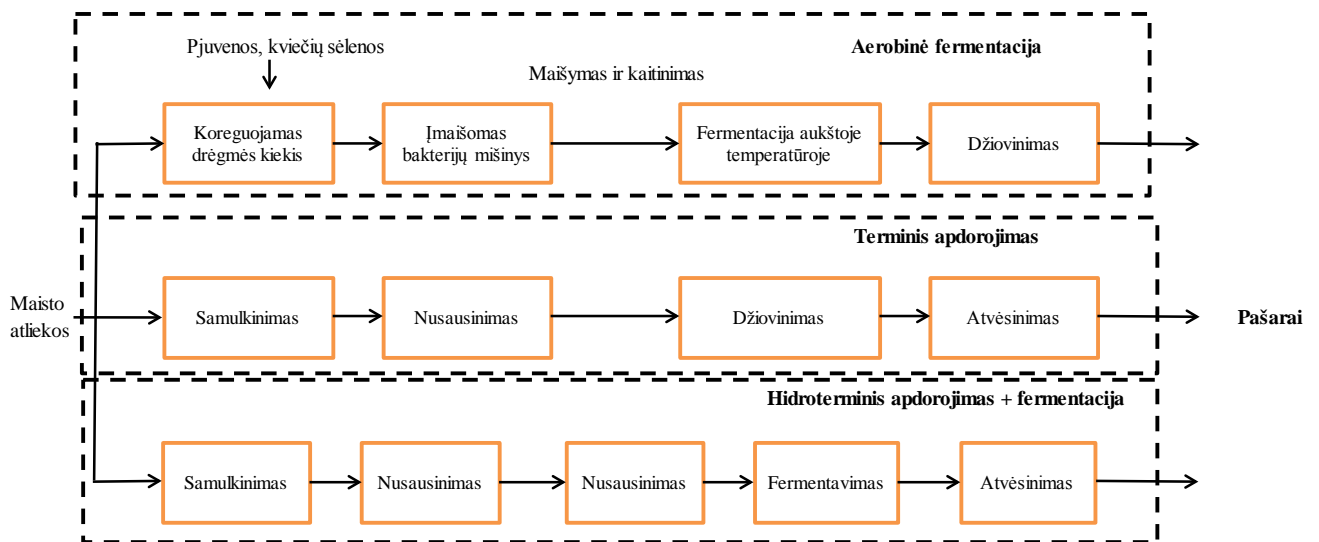 Pjuvenos, kviečių sėlenos
Aerobinė fermentacija
Maišymas ir kaitinimas
Koreguojamas
drėgmės kiekis
Įmaišomas
bakterijų mišinys
Fermentacija aukštoje
temperatūroje
Džiovinimas
Terminis apdorojimas
Maisto
atliekos
Samulkinimas
Nusausinimas
Džiovinimas
Atvėsinimas
Pašarai
Hidroterminis apdorojimas + fermentacija
Samulkinimas
Nusausinimas
Nusausinimas
Fermentavimas
Atvėsinimas